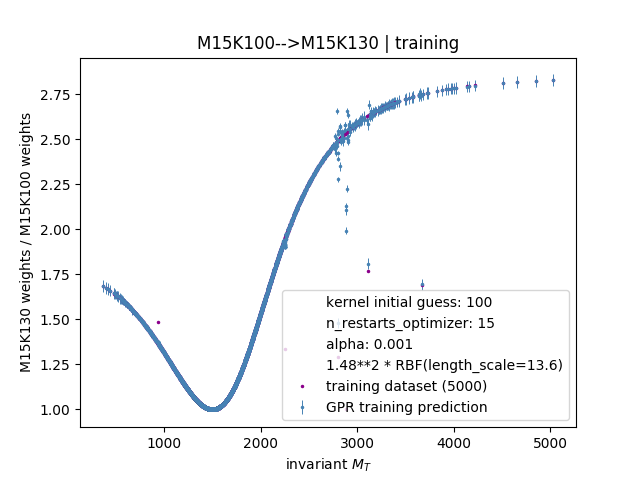 M15K100-->M15K130 | training
M15K130 weights / M15K100 weights
2.75
2.50
2.25
2.00
1.75
1.50
1.25
1.00
kernel initial guess: 100
n_restarts_optimizer: 15
alpha: 0.001
1.48**2 * RBF(length_scale=13.6)
training dataset (5000)
GPR training prediction
1000 2000 3000 4000 5000
invariant M_T